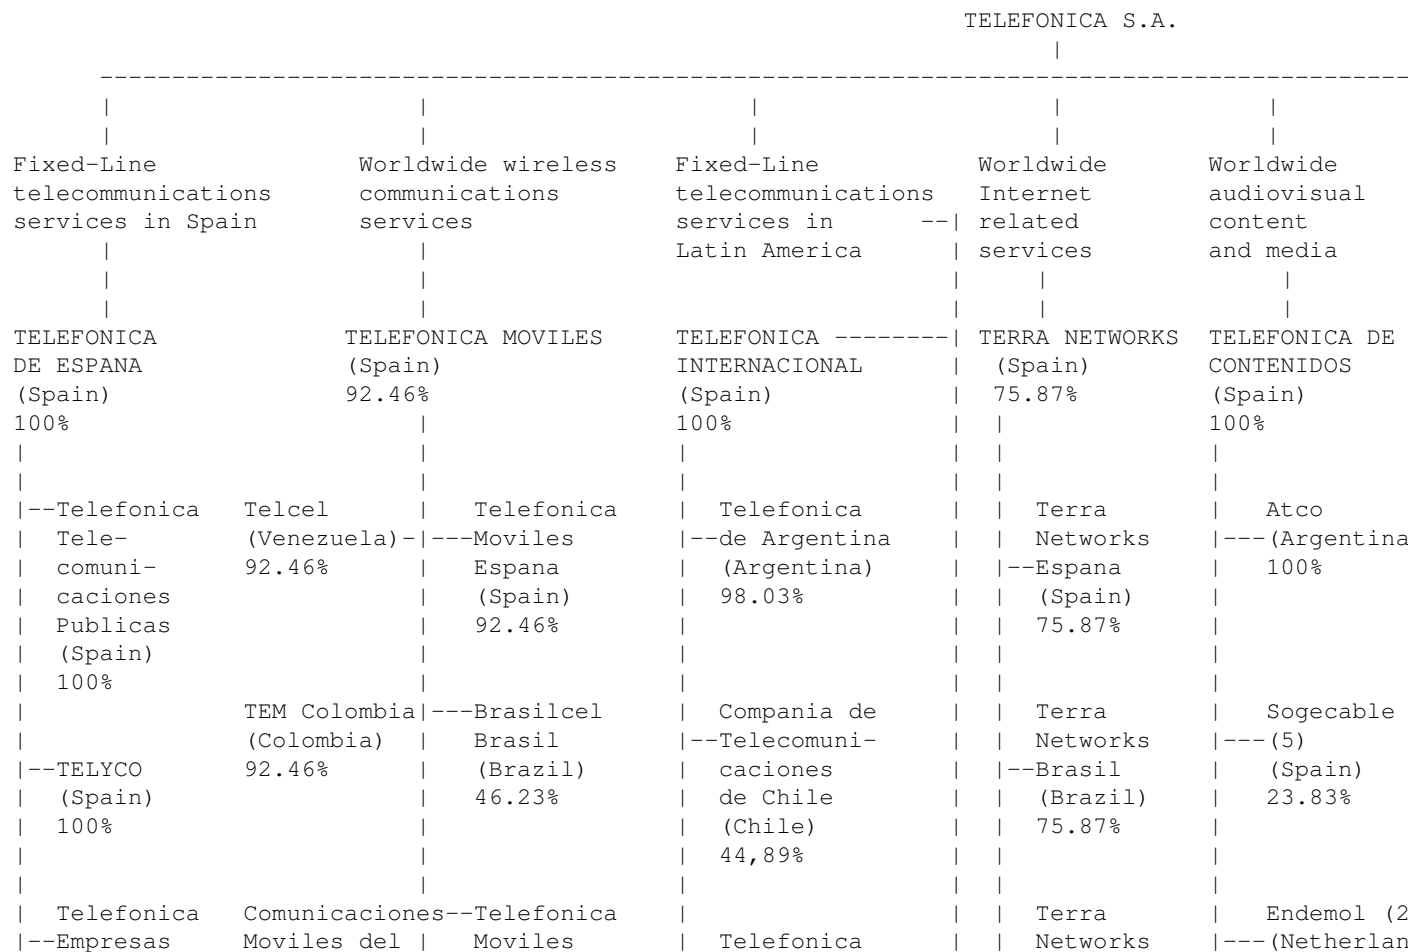 TELEFONICA S.A.
Fixed-Line Worldwide wireless Fixed-Line Worldwide Worldwide
telecommunications communications telecommunications Internet audiovisual
services in Spain services services in --| related content
Latin America | services and media
TELEFONICA TELEFONICA MOVILES TELEFONICA --------| TERRA NETWORKS TELEFONICA DE
DE ESPANA (Spain) INTERNACIONAL | (Spain) CONTENIDOS
(Spain) 92.46% (Spain) | 75.87% (Spain)
100% | 100% | | 100%
|--Telefonica Telcel | Telefonica | Telefonica | | Terra | Atco
| Tele- (Venezuela)-|---Moviles |--de Argentina | | Networks |---(Argentina
| comuni- 92.46% | Espana | (Argentina) | |--Espana | 100%
| caciones | (Spain) | 98.03% | | (Spain) |
| Publicas | 92.46% | | | 75.87% |
| (Spain) | | | | |
| 100% | | | | |
| TEM Colombia|---Brasilcel | Compania de | | Terra | Sogecable
| (Colombia) | Brasil |--Telecomuni- | | Networks |---(5)
|--TELYCO 92.46% | (Brazil) | caciones | |--Brasil | (Spain)
| (Spain) | 46.23% | de Chile | | (Brazil) | 23.83%
| 100% | | (Chile) | | 75.87% |
| | | 44,89% | | |
| Telefonica Comunicaciones--Telefonica | | | Terra | Endemol (2
|--Empresas Moviles del | Moviles | Telefonica | | Networks |---(Netherlan